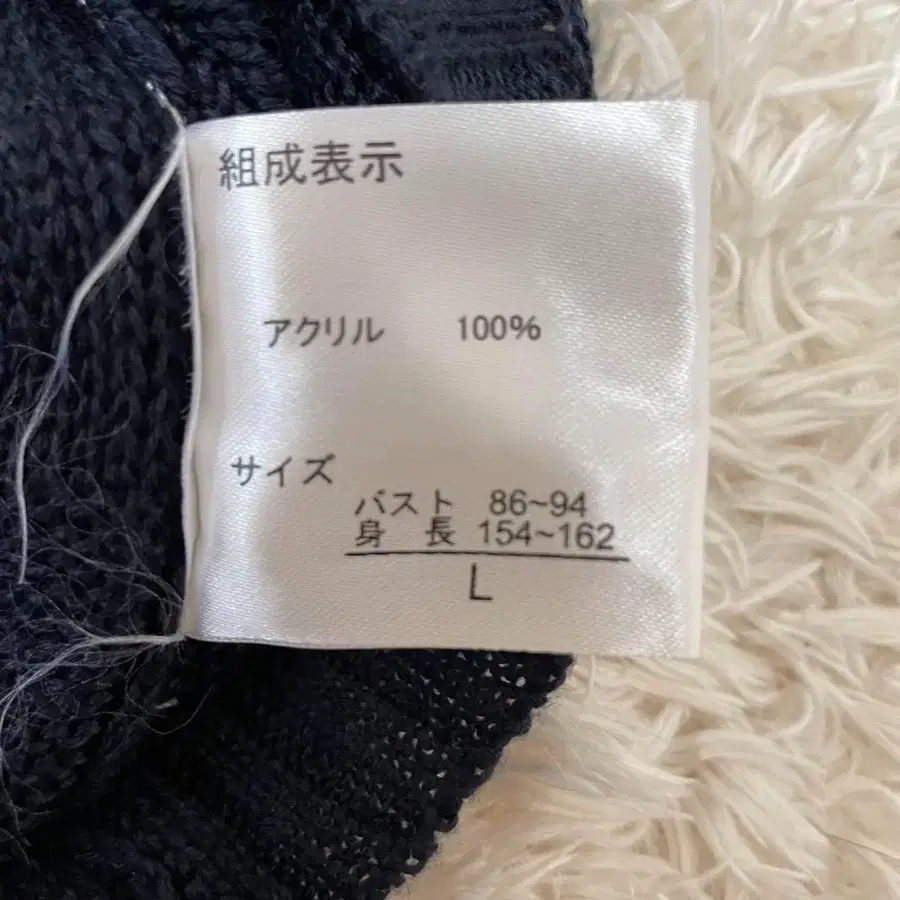 組成表示
アクリル 100%
サイズ
バスト 86~94
身 長 154~162
L